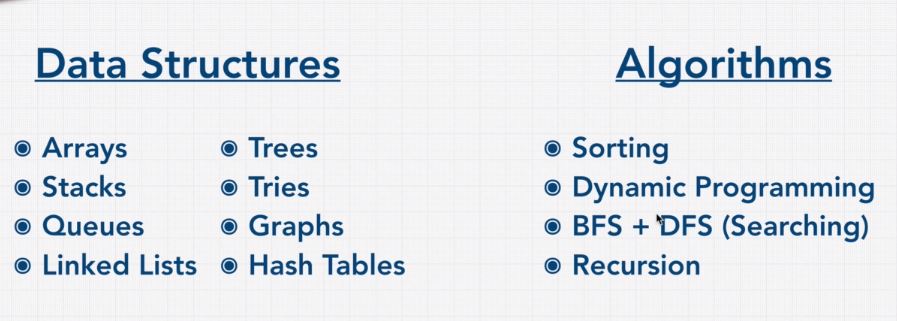 Data Structures
Arrays
Stacks
Queues
Linked Lists
Trees
Tries
Graphs
Hash Tables
Algorithms
Sorting
Dynamic Programming
BFS + DFS (Searching)
Recursion